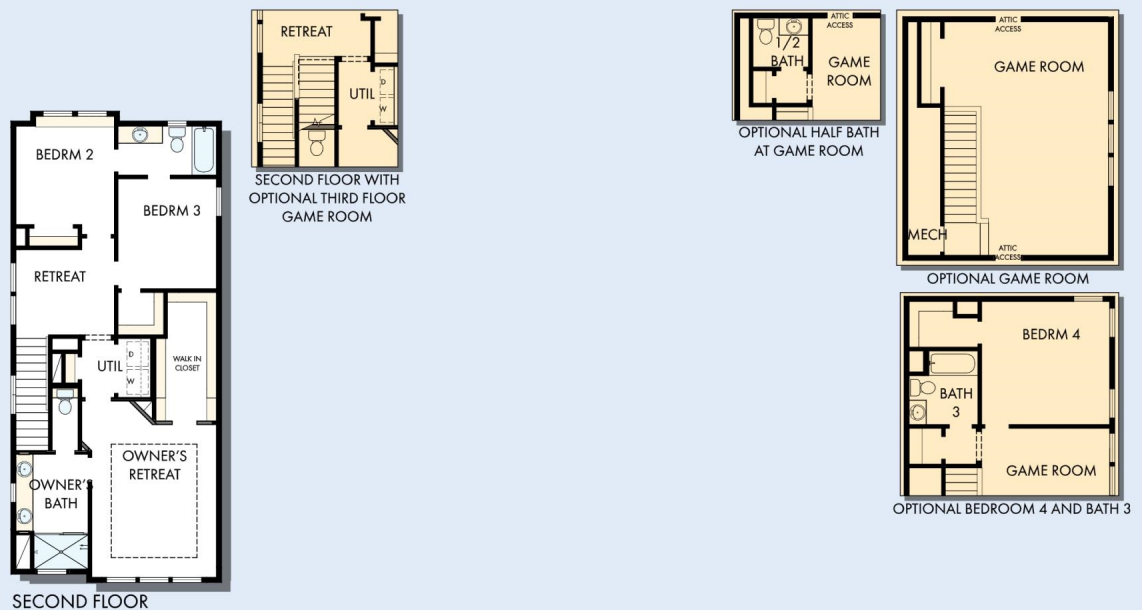 BEDRM 2
BEDRM 3
RETREAT
UTIL
D
W
WALK IN
CLOSET
OWNER'S
RETREAT
OWNER'S
BATH
SECOND FLOOR
RETREAT
UTIL
D
W
SECOND FLOOR WITH
OPTIONAL THIRD FLOOR
GAME ROOM
ATTIC
ACCESS
1/2
BATH
GAME
ROOM
OPTIONAL HALF BATH
AT GAME ROOM
ATTIC
ACCESS
GAME ROOM
MECH
ATTIC
ACCESS
OPTIONAL GAME ROOM
BEDRM 4
BATH
3
GAME ROOM
OPTIONAL BEDROOM 4 AND BATH 3